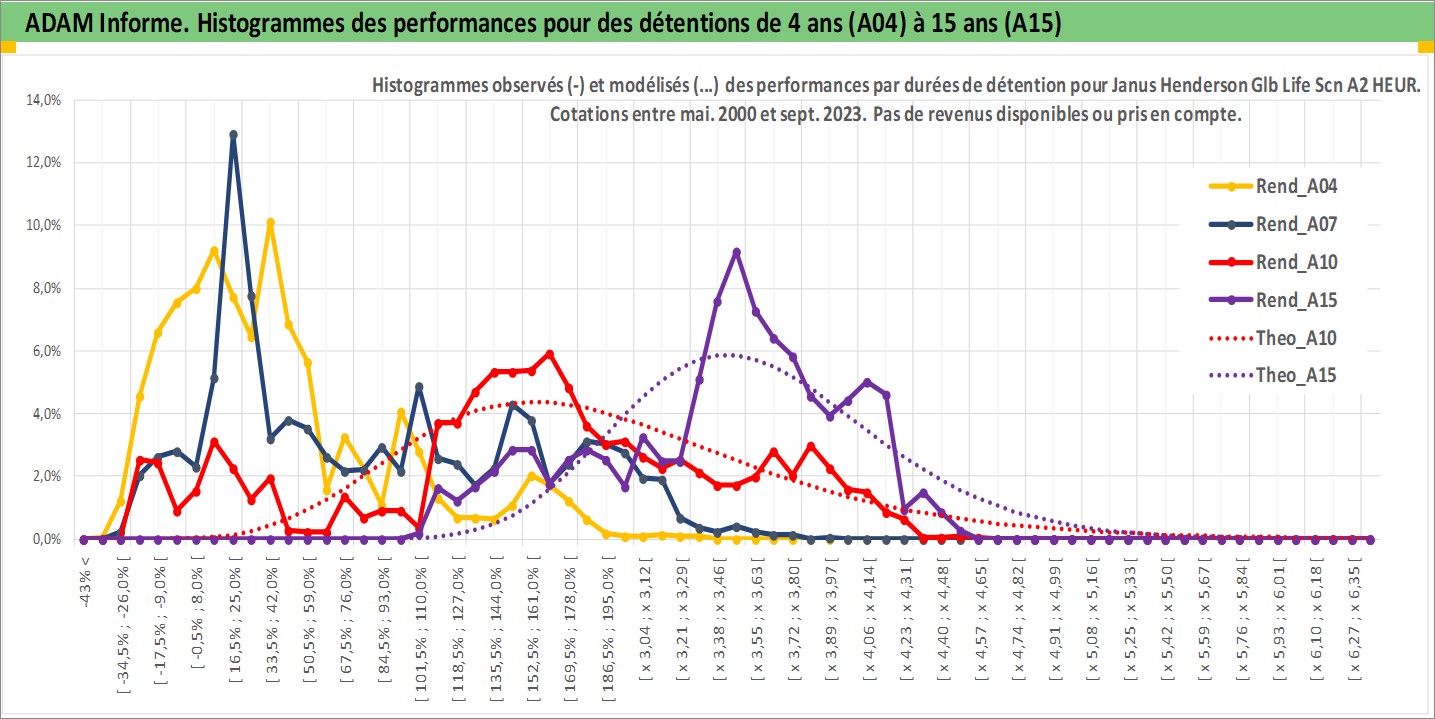 ADAM Informe. Histogrammes des performances pour des détentions de 4 ans (A04) à 15 ans (A15)
Histogrammes observés (-) et modélisés (...) des performances par durées de détention pour Janus Henderson Glb Life Scn A2 HEUR.
Cotations entre mai. 2000 et sept. 2023. Pas de revenus disponibles ou pris en compte.
14,0%
12,0%
10,0%
8,0%
6,0%
4,0%
2,0%
0,0%
Rend_A04
Rend_A07
Rend_A10
Rend_A15
Theo_A10
Theo_A15
-43% <
[ -34,5% ; -26,0% [
[ -17,5% ; -9,0% [
[ -0,5% ; 8,0% [
[ 16,5% ; 25,0% [
[ 33,5% ; 42,0% [
[ 50,5% ; 59,0% [
[ 67,5% ; 76,0% [
[ 84,5% ; 93,0% [
[ 101,5% ; 110,0% [
[ 118,5% ; 127,0% [
[ 135,5% ; 144,0% [
[ 152,5% ; 161,0% [
[ 169,5% ; 178,0% [
[ 186,5% ; 195,0% [
[ x 3,04 ; x 3,12 [
[ x 3,21 ; x 3,29 [
[ x 3,38 ; x 3,46 [
[ x 3,55 ; x 3,63 [
[ x 3,72 ; x 3,80 [
[ x 3,89 ; x 3,97 [
[ x 4,06 ; x 4,14 [
[ x 4,23 ; x 4,31 [
[ x 4,40 ; x 4,48 [
[ x 4,57 ; x 4,65 [
[ x 4,74 ; x 4,82 [
[ x 4,91 ; x 4,99 [
[ x 5,08 ; x 5,16 [
[ x 5,25 ; x 5,33 [
[ x 5,42 ; x 5,50 [
[ x 5,59 ; x 5,67 [
[ x 5,76 ; x 5,84 [
[ x 5,93 ; x 6,01 [
[ x 6,10 ; x 6,18 [
[ x 6,27 ; x 6,35 [